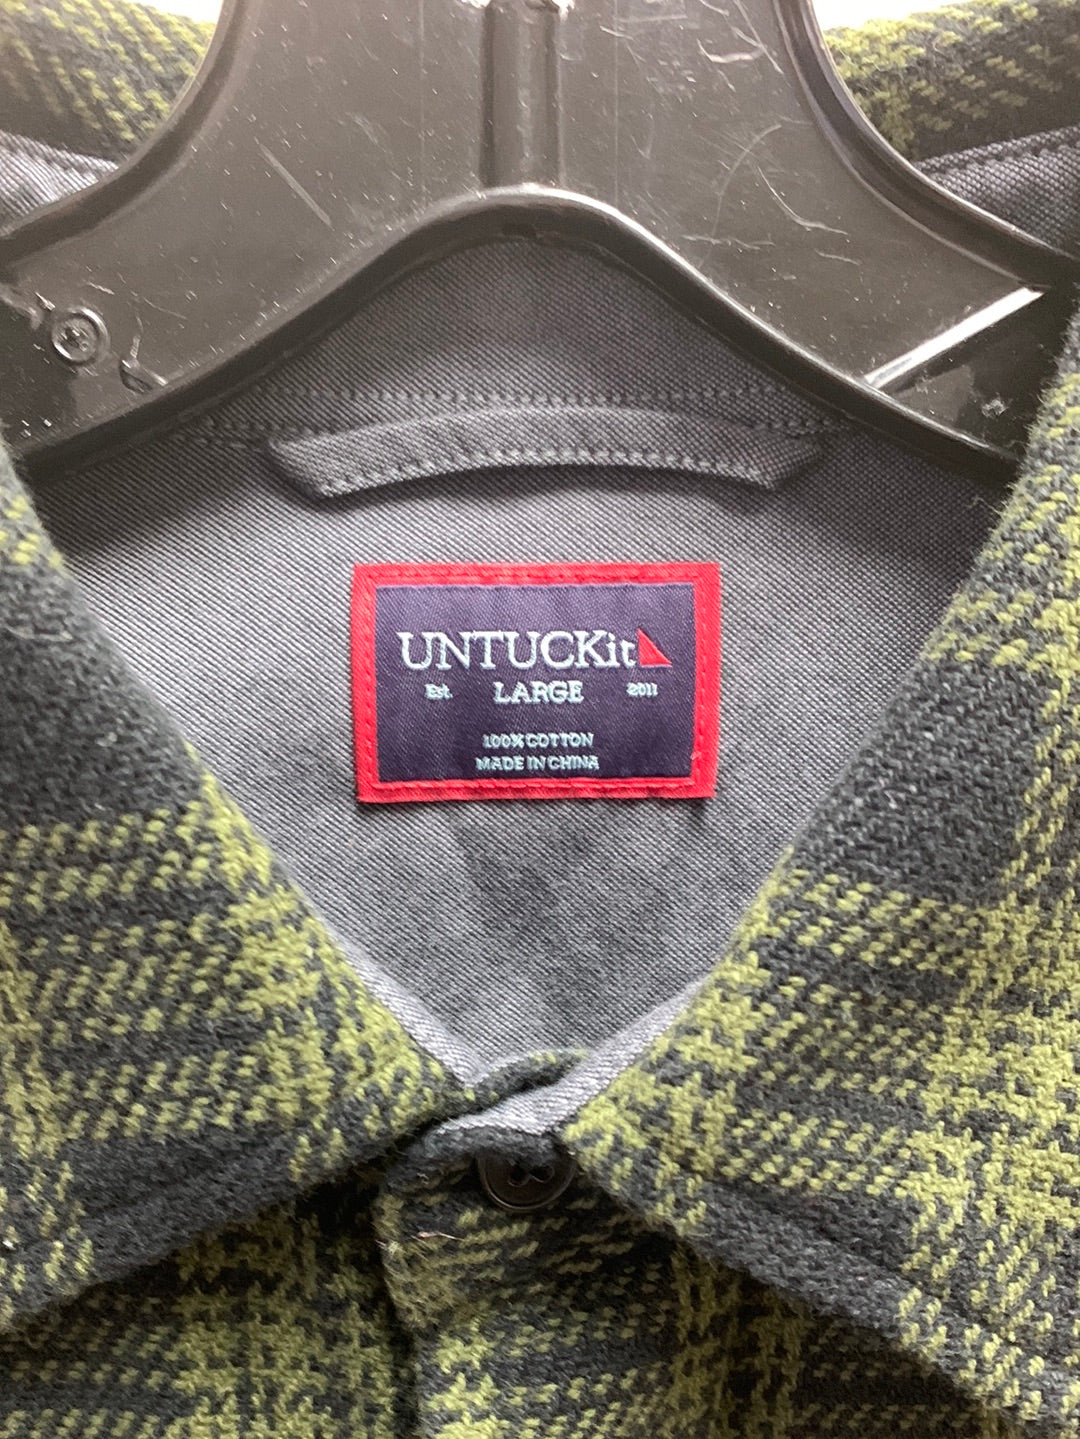 UNTUCKit
Est. LARGE 2011
100% COTTON
MADE IN CHINA